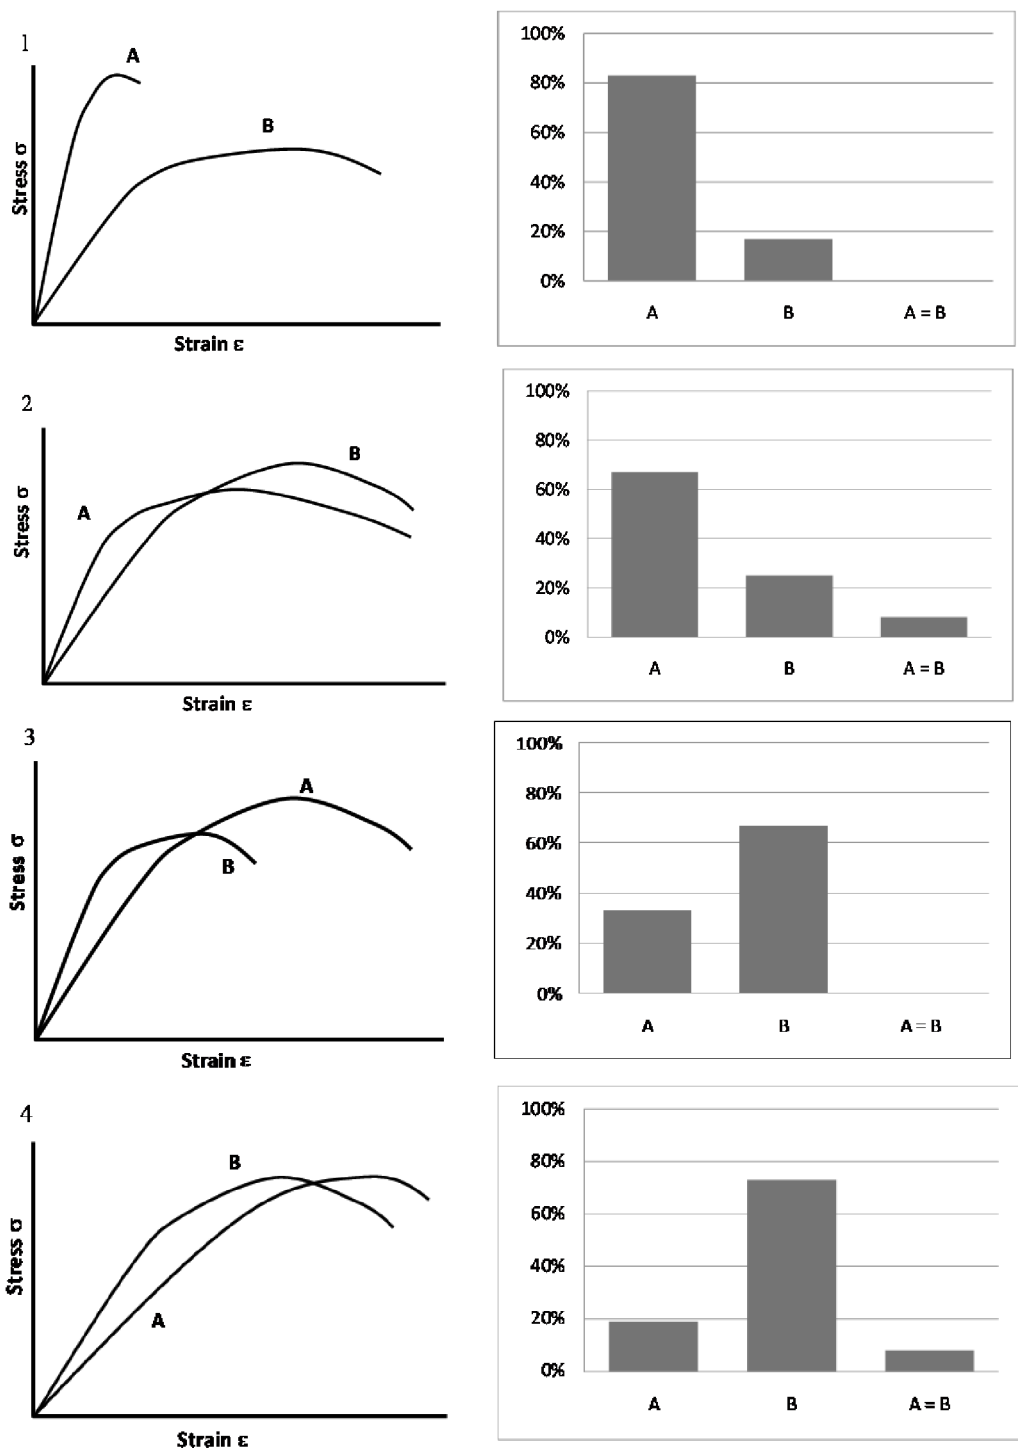 1
A
B
Stress σ
Strain ε
100%
80%
60%
40%
20%
0%
A B A = B
2
B
A
Stress σ
Strain ε
100%
80%
60%
40%
20%
0%
A B A = B
3
A
B
Stress σ
Strain ε
100%
80%
60%
40%
20%
0%
A B A = B
4
B
A
Stress σ
Strain ε
100%
80%
60%
40%
20%
0%
A B A = B